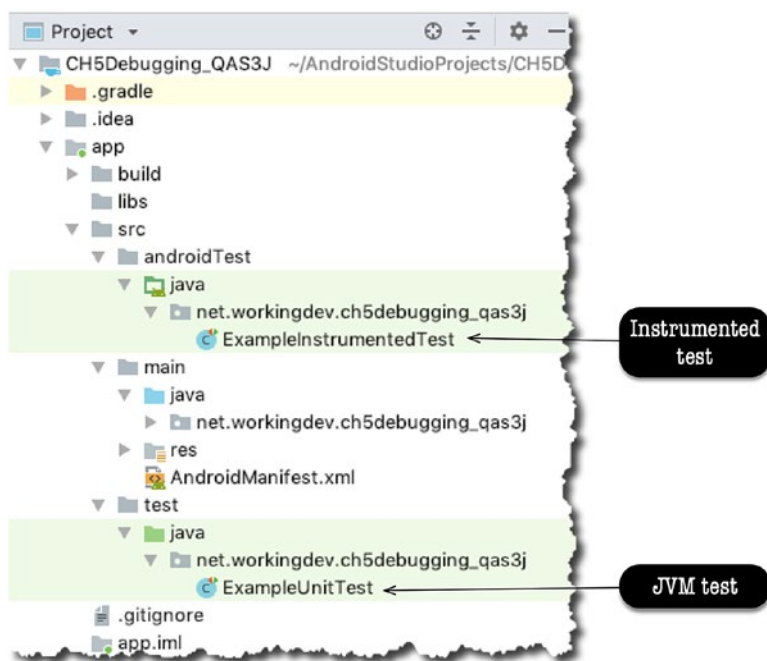 Project
CH5Debugging_QAS3J ~/AndroidStudioProjects/CH5D
.gradle
.idea
app
build
libs
src
androidTest
java
net.workingdev.ch5debugging_qas3j
C ExampleInstrumentedTest
Instrumented
test
main
java
net.workingdev.ch5debugging_qas3j
res
AndroidManifest.xml
test
java
net.workingdev.ch5debugging_qas3j
C ExampleUnitTest
JVM test
.gitignore
app.iml